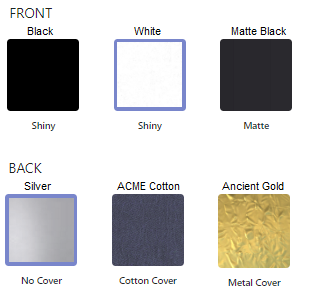 FRONT
Black White Matte Black
Shiny Shiny Matte
BACK
Silver ACME Cotton Ancient Gold
No Cover Cotton Cover Metal Cover